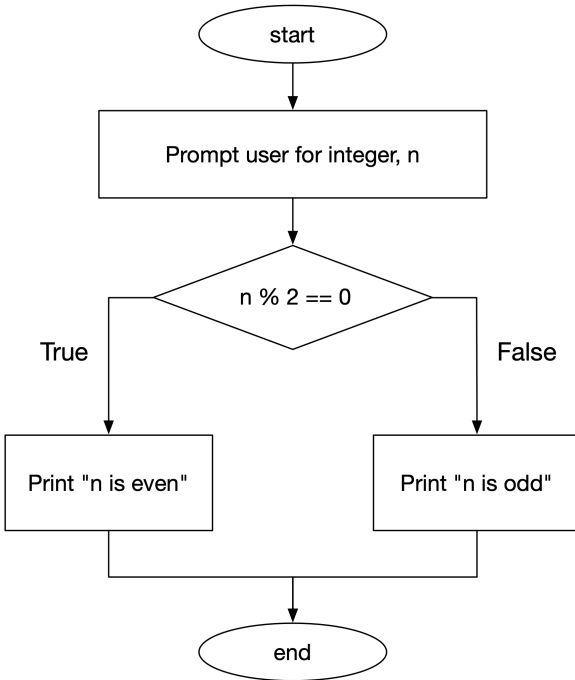 start
Prompt user for integer, n
n % 2 == 0
True
False
Print "n is even"
Print "n is odd"
end